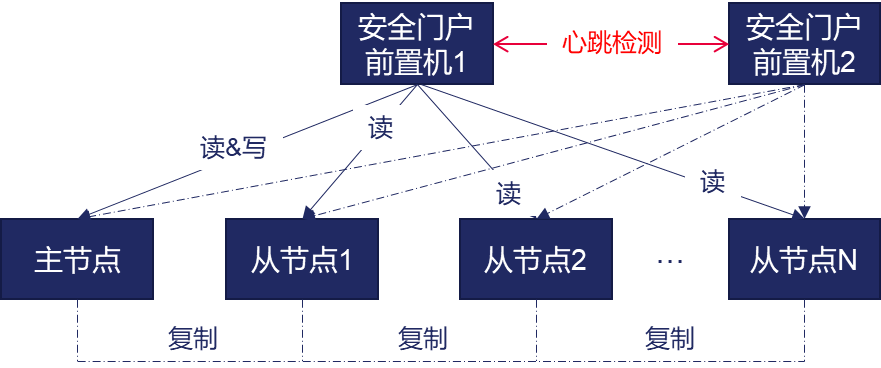 安全门户
前置机1
心跳检测
安全门户
前置机2
读&写
读
读
读
主节点
从节点1
从节点2
…
从节点N
复制
复制
复制